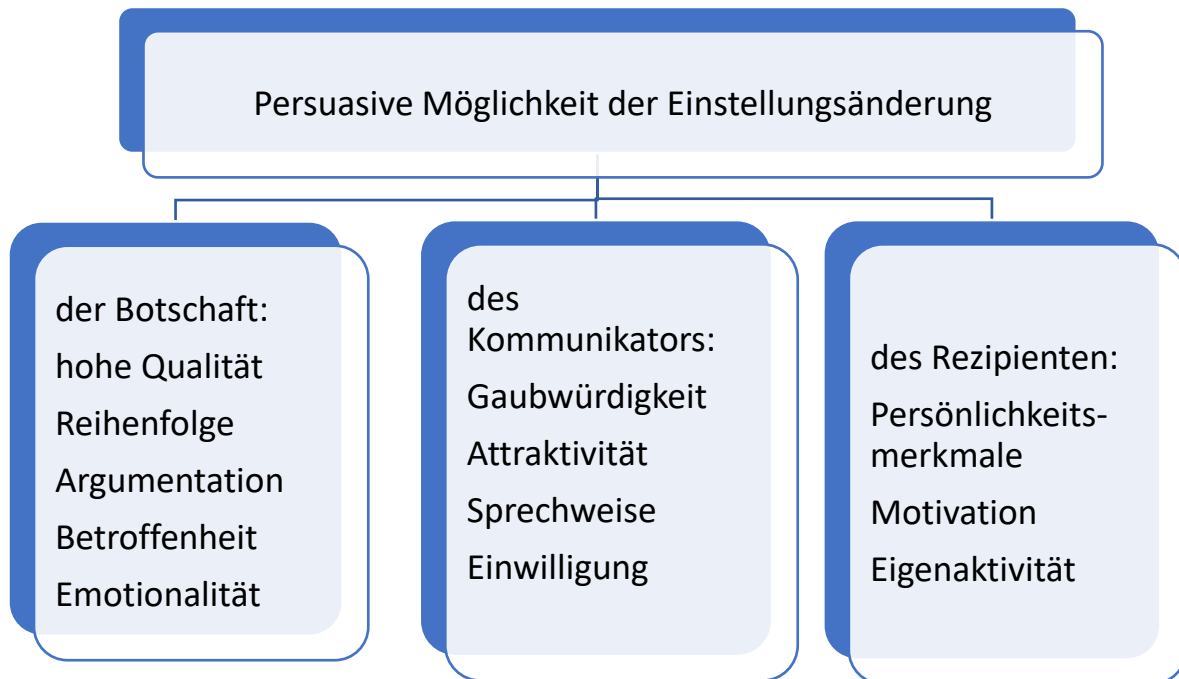 Persuasive Möglichkeit der Einstellungsänderung
der Botschaft:
hohe Qualität
Reihenfolge
Argumentation
Betroffenheit
Emotionalität
des
Kommunikators:
Gaubwürdigkeit
Attraktivität
Sprechweise
Einwilligung
des Rezipienten:
Persönlichkeits-
merkmale
Motivation
Eigenaktivität